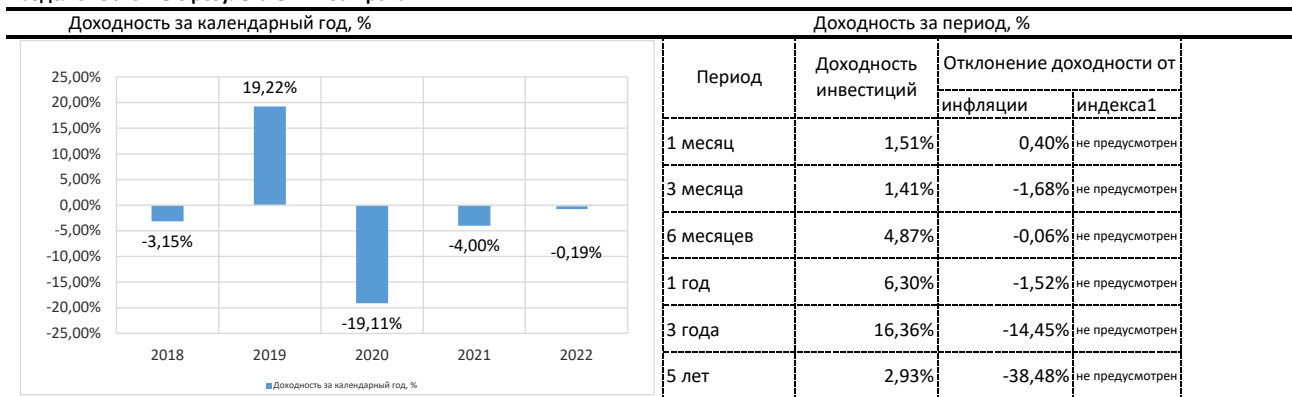 Доходность за календарный год, %
Доходность за период, %
25,00%
20,00%
15,00%
10,00%
5,00%
0,00%
-5,00%
-10,00%
-15,00%
-20,00%
-25,00%
-3,15%
19,22%
-19,11%
-4,00%
-0,19%
2018 2019 2020 2021 2022
Доходность за календарный год, %
Период Доходность инвестиций Отклонение доходности от
инфляции индекса1
1 месяц 1,51% 0,40% не предусмотрен
3 месяца 1,41% -1,68% не предусмотрен
6 месяцев 4,87% -0,06% не предусмотрен
1 год 6,30% -1,52% не предусмотрен
3 года 16,36% -14,45% не предусмотрен
5 лет 2,93% -38,48% не предусмотрен